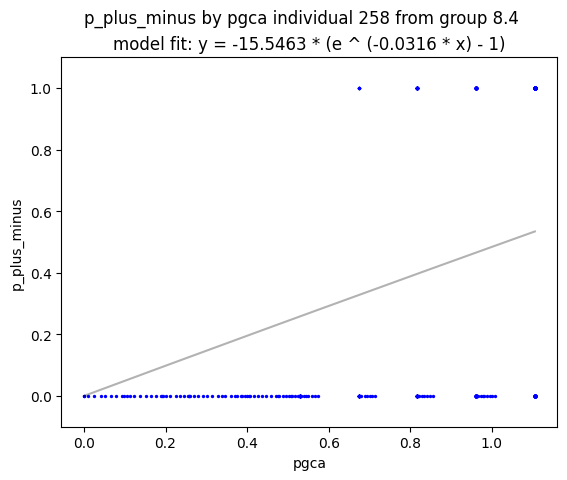 p_plus_minus by pgca individual 258 from group 8.4
model fit: y = -15.5463 * (e ^ (-0.0316 * x) - 1)
1.0
0.8
0.6
0.4
0.2
0.0
p_plus_minus
0.0 0.2 0.4 0.6 0.8 1.0
pgca